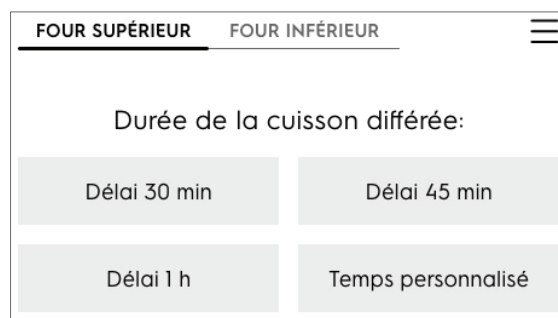 FOUR SUPÉRIEUR FOUR INFÉRIEUR
Durée de la cuisson différée:
Délai 30 min Délai 45 min
Délai 1 h Temps personnalisé